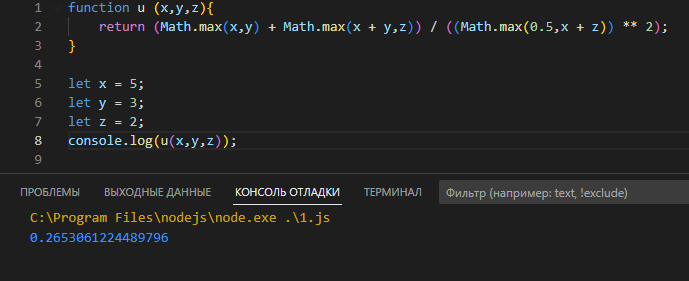 1 function u (x,y,z){
2     return (Math.max(x,y) + Math.max(x + y,z)) / ((Math.max(0.5,x + z)) ** 2);
3 }
4
5 let x = 5;
6 let y = 3;
7 let z = 2;
8 console.log(u(x,y,z));
9
ПРОБЛЕМЫ ВЫХОДНЫЕ ДАННЫЕ КОНСОЛЬ ОТЛАДКИ ТЕРМИНАЛ Фильтр (например: text, !exclude)
C:\Program Files\nodejs\node.exe .\1.js
0.2653061224489796